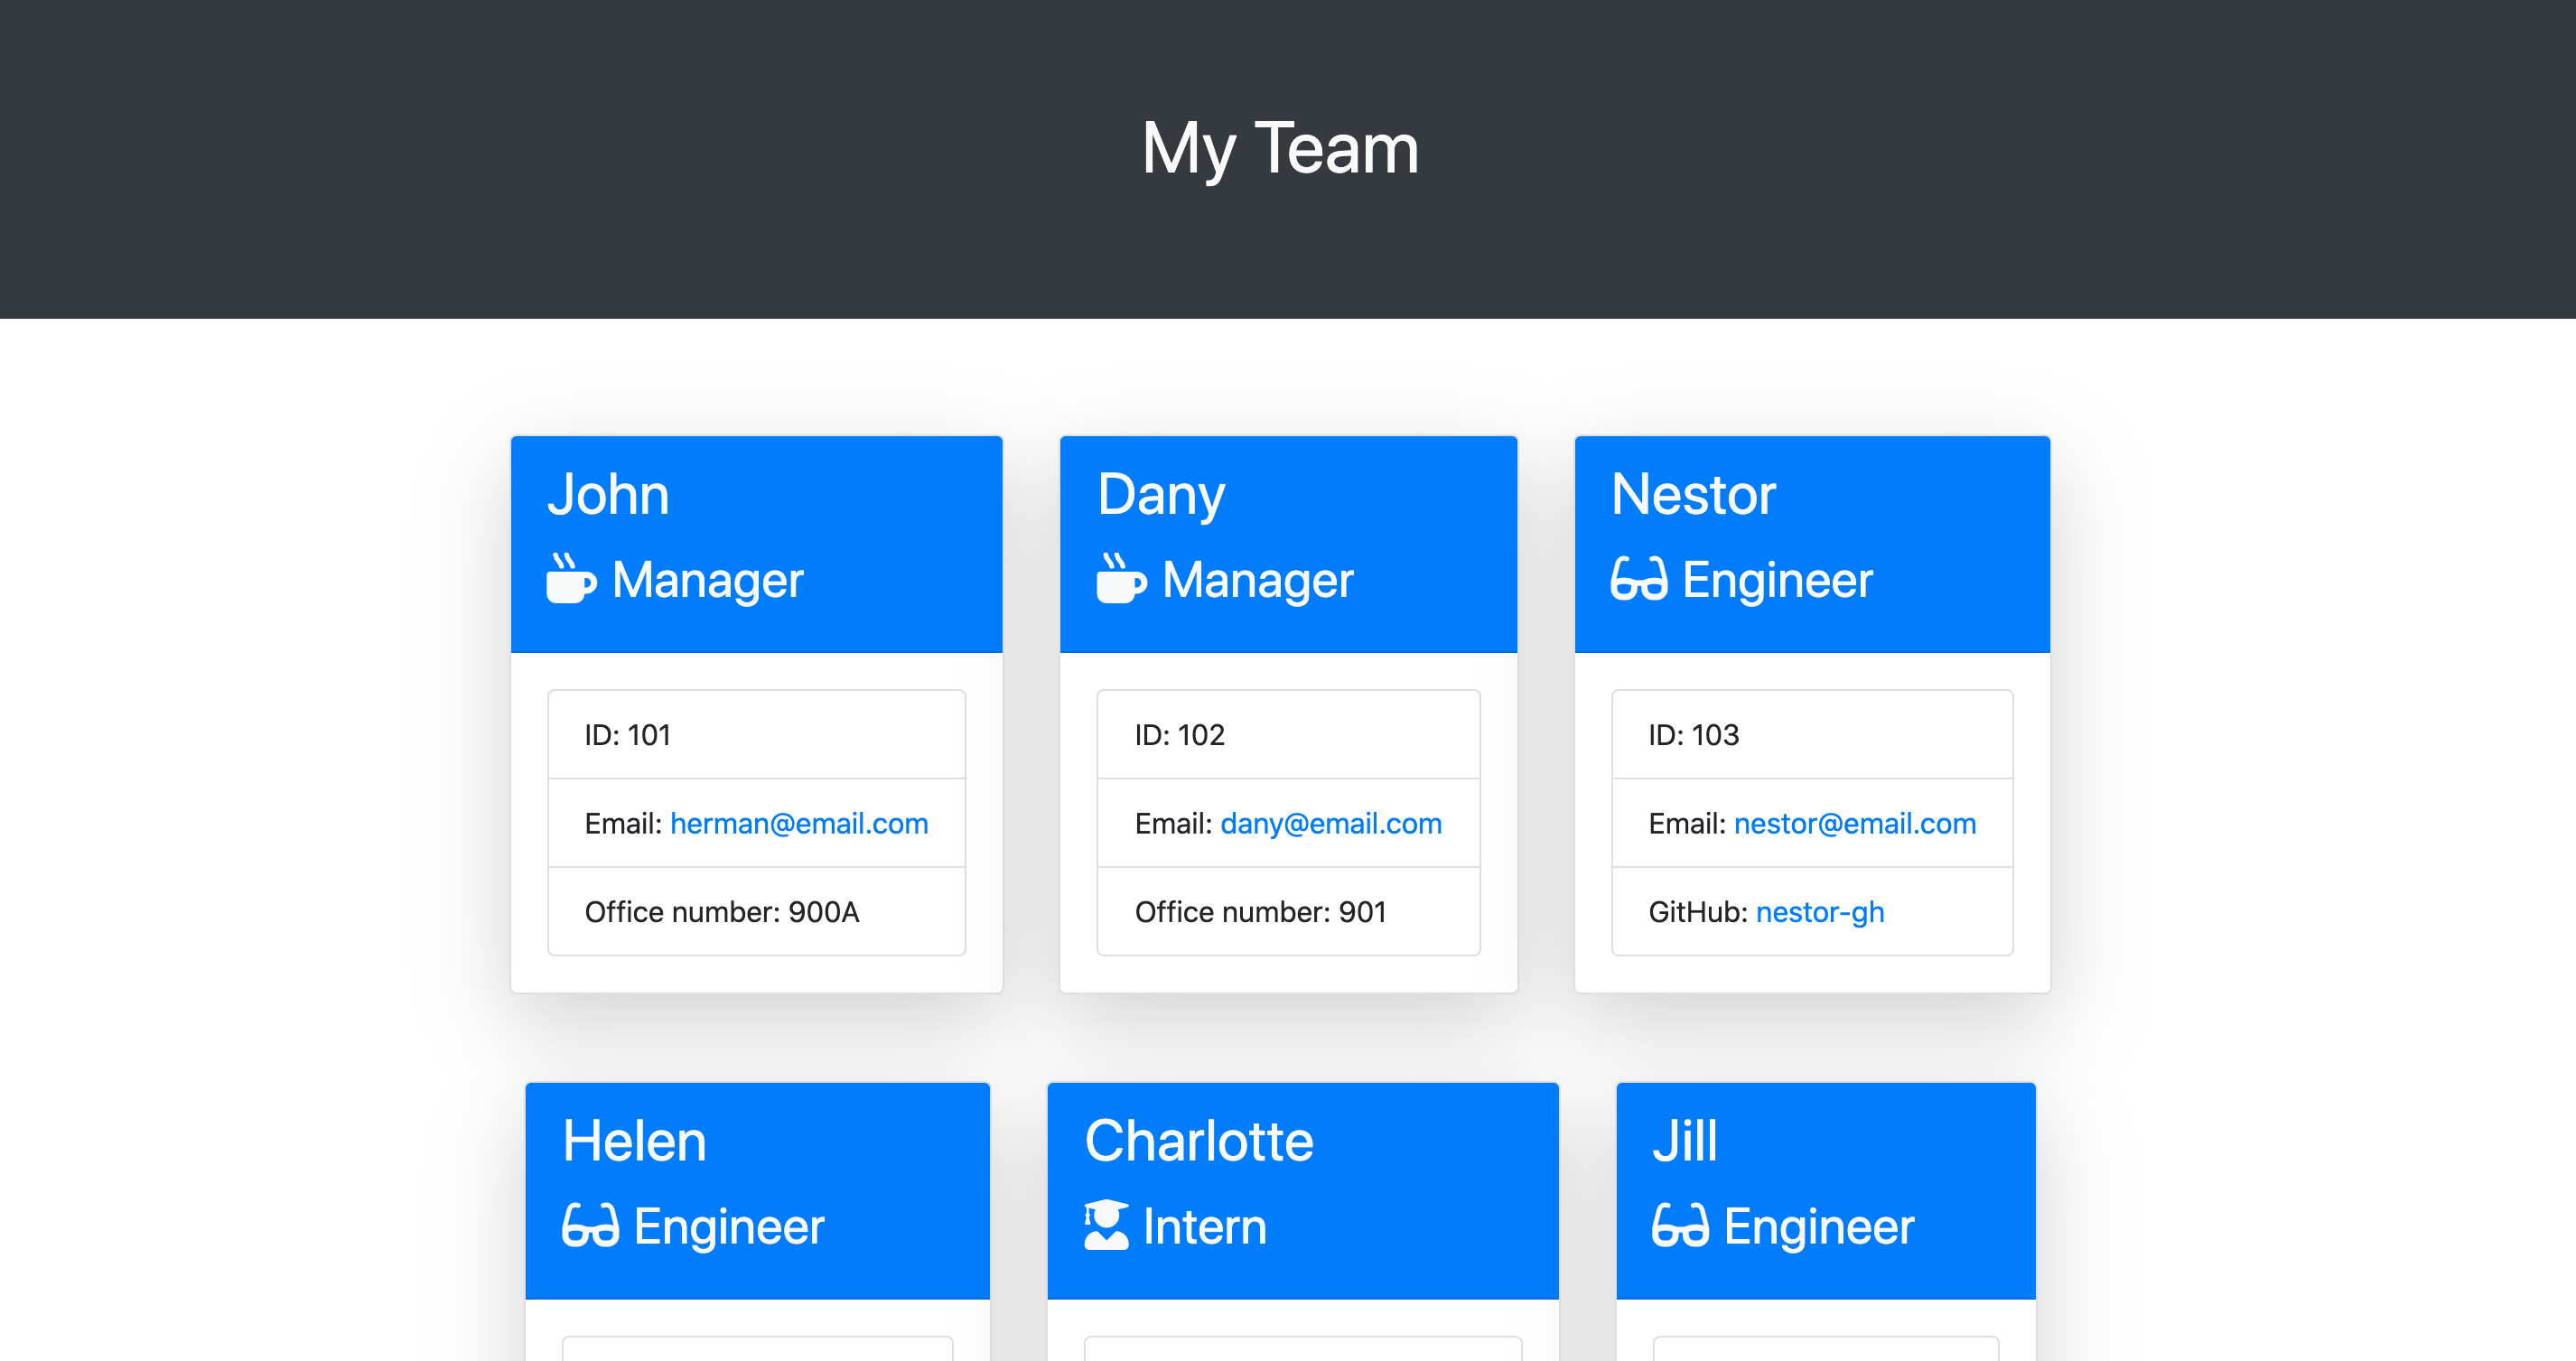 My Team
John
Manager
ID: 101
Email: herman@email.com
Office number: 900A
Dany
Manager
ID: 102
Email: dany@email.com
Office number: 901
Nestor
Engineer
ID: 103
Email: nestor@email.com
GitHub: nestor-gh
Helen
Engineer
Charlotte
Intern
Jill
Engineer